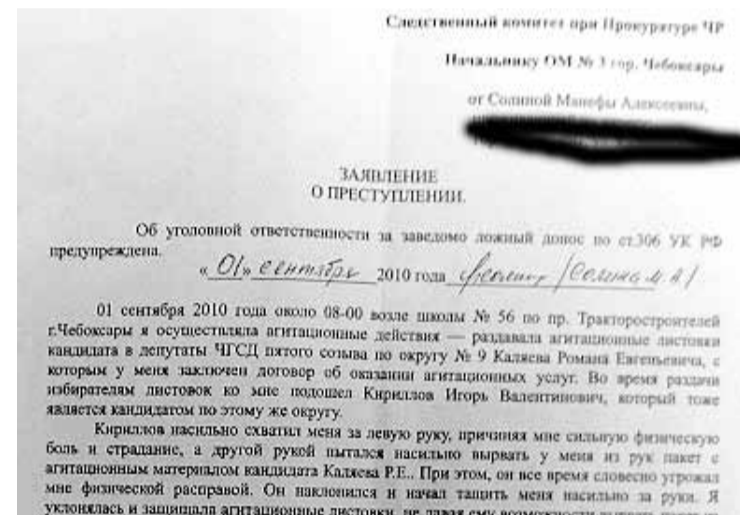 Следственный комитет при Прокуратуре ЧР
Начальнику ОМ № 3 гор. Чебоксары
от Солиной Манефы Алексеевны,
ЗАЯВЛЕНИЕ
О ПРЕСТУПЛЕНИИ.
Об уголовной ответственности за заведомо ложный донос по ст.306 УК РФ
предупреждена.
« 01» сентября 2010 года /Солина М.А/
01 сентября 2010 года около 08-00 возле школы № 56 по пр. Тракторостроителей
г.Чебоксары я осуществляла агитационные действия — раздавала агитационные листовки
кандидата в депутаты ЧГСД пятого созыва по округу № 9 Каляева Романа Евгеньевича, с
которым у меня заключен договор об оказании агитационных услуг. Во время раздачи
избирателям листовок ко мне подошел Кириллов Игорь Валентинович, который тоже
является кандидатом по этому же округу.
Кириллов насильно схватил меня за левую руку, причиняя мне сильную физическую
боль и страдание, а другой рукой пытался насильно вырвать у меня из рук пакет с
агитационным материалом кандидата Каляева Р.Е.. При этом, он все время словесно угрожал
мне физической расправой. Он наклонился и начал тащить меня насильно за руки. Я
уклонялась и защищала агитационные листовки, не давая ему возможности